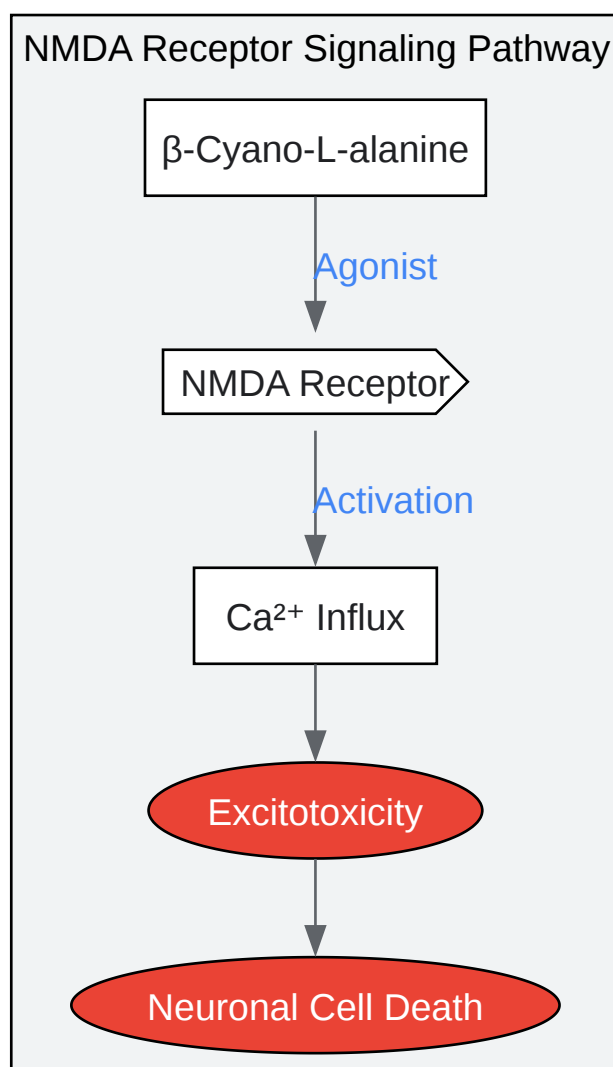 NMDA Receptor Signaling Pathway
β-Cyano-L-alanine
Agonist
NMDA Receptor
Activation
Ca²⁺ Influx
Excitotoxicity
Neuronal Cell Death